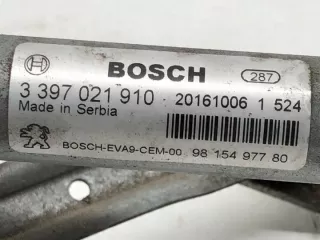 BOSCH 287
3 397 021 910 20161006 1 524
Made in Serbia
BOSCH-EVA9-CEM-00 98 154 977 80